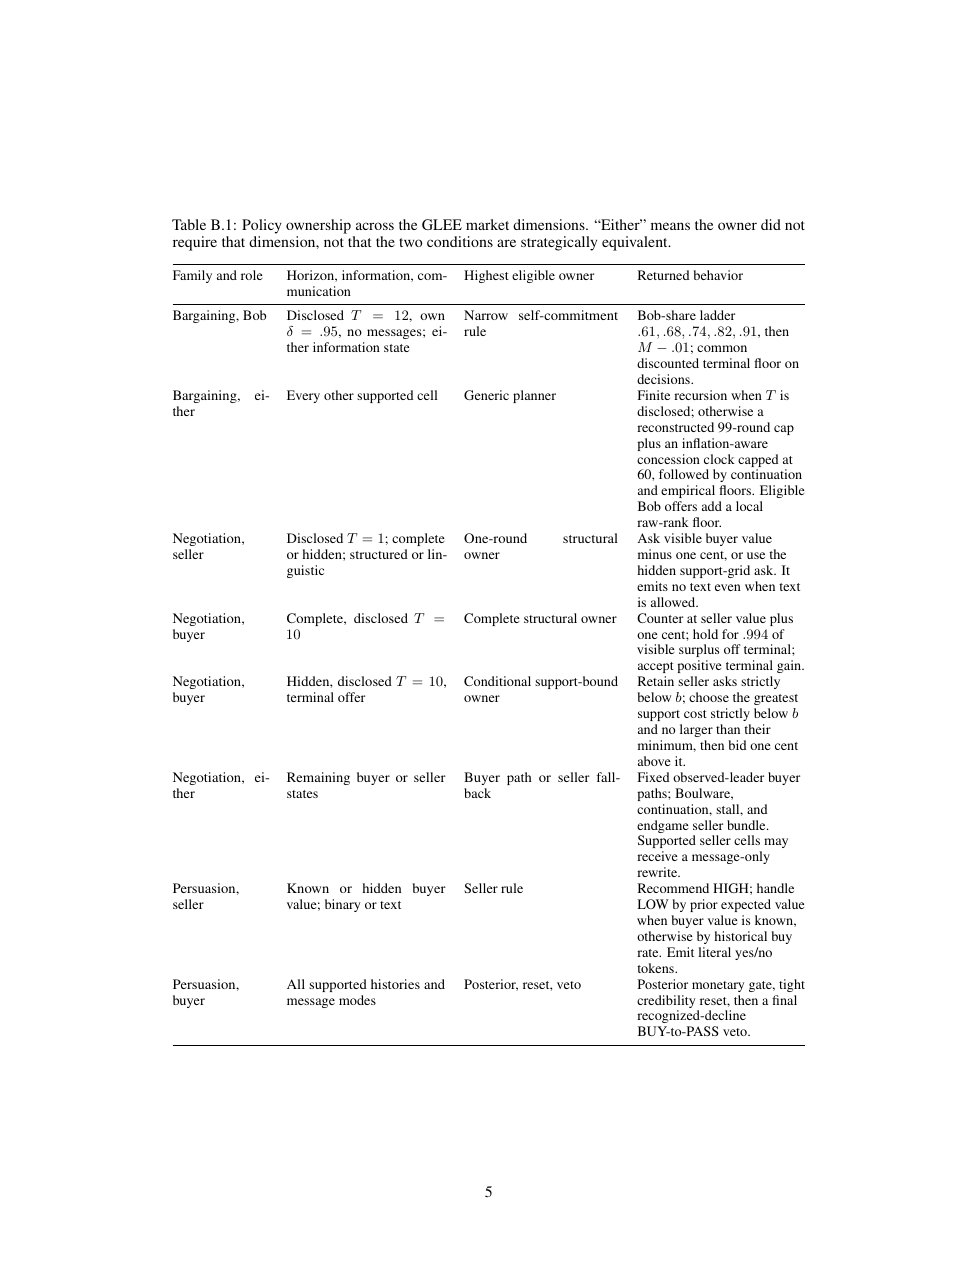 Table B.1: Policy ownership across the GLEE market dimensions. “Either” means the owner did not
require that dimension, not that the two conditions are strategically equivalent.
Family and role
Horizon, information, com-
munication
Highest eligible owner
Returned behavior
Bargaining, Bob
Disclosed T = 12, own
δ = .95, no messages; ei-
ther information state
Narrow self-commitment
rule
Bob-share ladder
.61, .68, .74, .82, .91, then
M − .01; common
discounted terminal floor on
decisions.
Bargaining, ei-
ther
Every other supported cell
Generic planner
Finite recursion when T is
disclosed; otherwise a
reconstructed 99-round cap
plus an inflation-aware
concession clock capped at
60, followed by continuation
and empirical floors. Eligible
Bob offers add a local
raw-rank floor.
Negotiation,
seller
Disclosed T = 1; complete
or hidden; structured or lin-
guistic
One-round structural
owner
Ask visible buyer value
minus one cent, or use the
hidden support-grid ask. It
emits no text even when text
is allowed.
Negotiation,
buyer
Complete, disclosed T =
10
Complete structural owner
Counter at seller value plus
one cent; hold for .994 of
visible surplus off terminal;
accept positive terminal gain.
Negotiation,
buyer
Hidden, disclosed T = 10,
terminal offer
Conditional support-bound
owner
Retain seller asks strictly
below b; choose the greatest
support cost strictly below b
and no larger than their
minimum, then bid one cent
above it.
Negotiation, ei-
ther
Remaining buyer or seller
states
Buyer path or seller fall-
back
Fixed observed-leader buyer
paths; Boulware,
continuation, stall, and
endgame seller bundle.
Supported seller cells may
receive a message-only
rewrite.
Persuasion,
seller
Known or hidden buyer
value; binary or text
Seller rule
Recommend HIGH; handle
LOW by prior expected value
when buyer value is known,
otherwise by historical buy
rate. Emit literal yes/no
tokens.
Persuasion,
buyer
All supported histories and
message modes
Posterior, reset, veto
Posterior monetary gate, tight
credibility reset, then a final
recognized-decline
BUY-to-PASS veto.
5